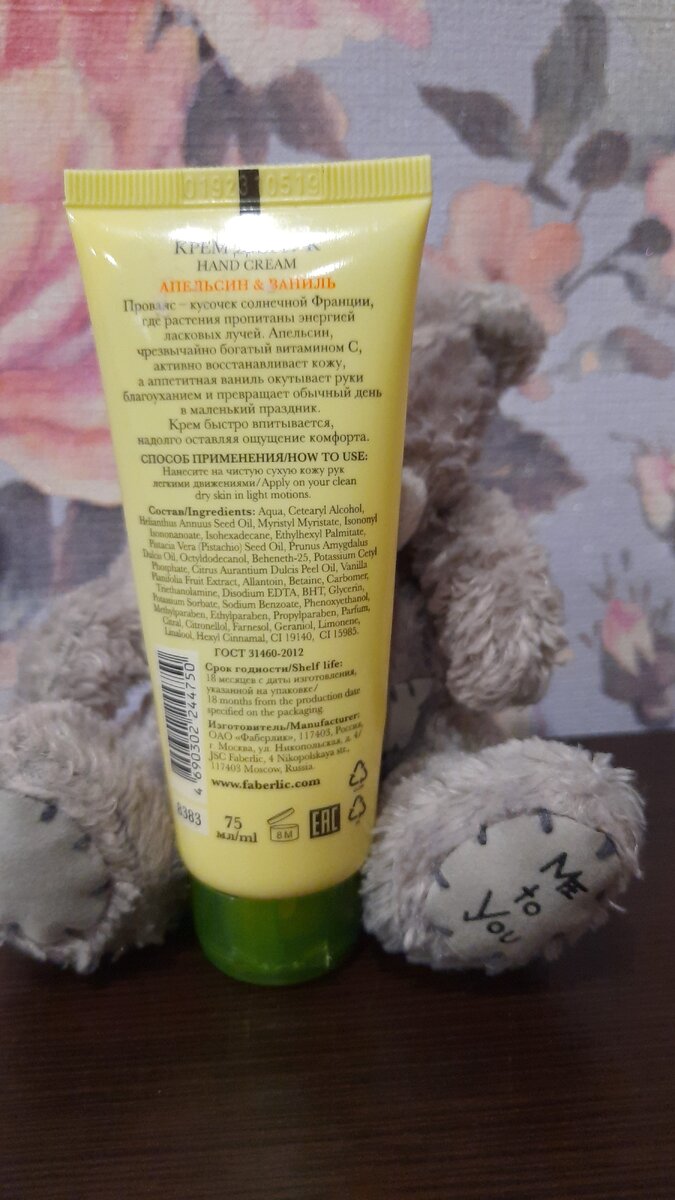 HAND CREAM
АПЕЛЬСИН & ВАНИЛЬ
Прованс – кусочек солнечной Франции,
где растения пропитаны энергией
ласковых лучей. Апельсин,
чрезвычайно богатый витамином С,
активно восстанавливает кожу,
а аппетитная ваниль окутывает руки
благоуханием и превращает обычный день
в маленький праздник.
Крем быстро впитывается,
надолго оставляя ощущение комфорта.
СПОСОБ ПРИМЕНЕНИЯ/HOW TO USE:
Нанесите на чистую сухую кожу рук
легкими движениями/Apply on your clean
dry skin in light motions.
Состав/Ingredients: Aqua, Cetearyl Alcohol,
Helianthus Annuus Seed Oil, Myristyl Myristate, Isononyl
Isononanoate, Isohexadecane, Ethylhexyl Palmitate,
Pistacia Vera (Pistachio) Seed Oil, Prunus Amygdalus
Dulcis Oil, Octyldodecanol, Beheneth-25, Potassium Cetyl
Phosphate, Citrus Aurantium Dulcis Peel Oil, Vanilla
Planifolia Fruit Extract, Allantoin, Betaine, Carbomer,
Triethanolamine, Disodium EDTA, BHT, Glycerin,
Potassium Sorbate, Sodium Benzoate, Phenoxyethanol,
Methylparaben, Ethylparaben, Propylparaben, Parfum,
Citral, Citronellol, Farnesol, Geraniol, Limonene,
Linalool, Hexyl Cinnamal, CI 19140, CI 15985.
ГОСТ 31460-2012
Срок годности/Shelf life:
18 месяцев с даты изготовления,
указанной на упаковке/
18 months from the production date
specified on the packaging.
Изготовитель/Manufacturer:
ОАО «Фаберлик», 117403, Россия,
г. Москва, ул. Никопольская, д. 4/
JSC Faberlic, 4 Nikopolskaya str.,
117403 Moscow, Russia.
www.faberlic.com
4 690302 244750
8383
75
мл/ml
8M
EAC
ME
to
you